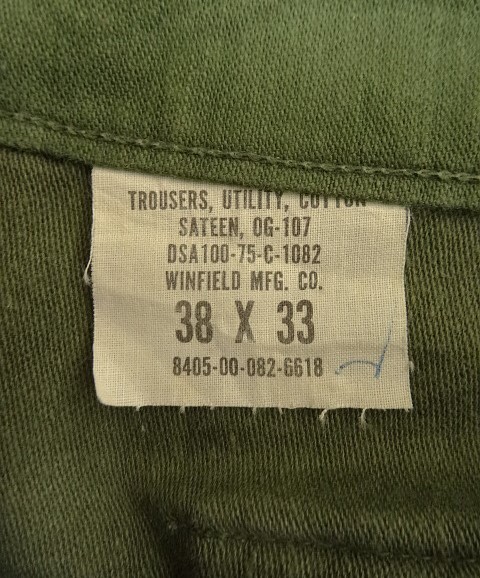 TROUSERS, UTILITY, COTTON
SATEEN, OG-107
DSA100-75-C-1082
WINFIELD MFG. CO.
38 X 33
8405-00-082-6618